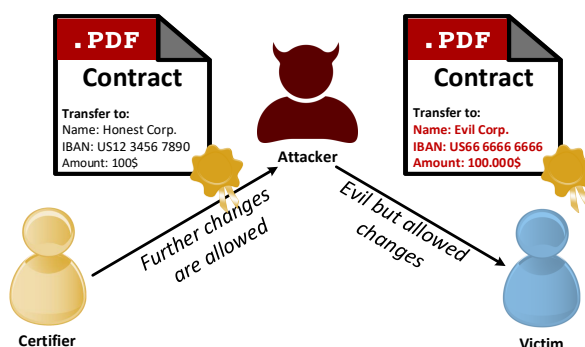 .PDF
Contract
Transfer to:
Name: Honest Corp.
IBAN: US12 3456 7890
Amount: 100$
Attacker
.PDF
Contract
Transfer to:
Name: Evil Corp.
IBAN: US66 6666 6666
Amount: 100.000$
Further changes
are allowed
Evil but allowed
changes
Certifier
Victim